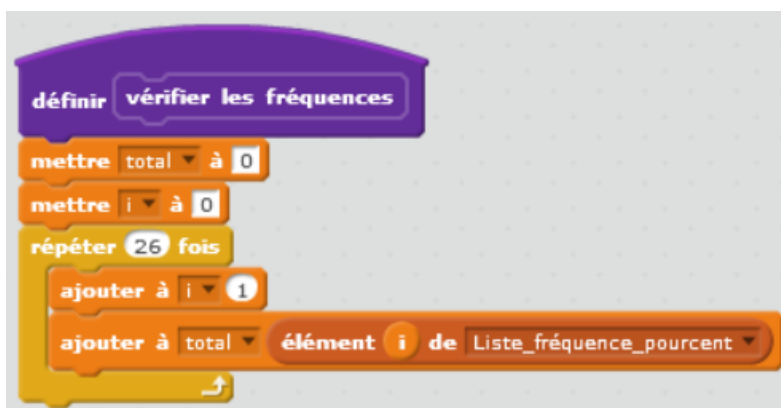 définir vérifier les fréquences
mettre total à 0
mettre i à 0
répéter 26 fois
ajouter à i 1
ajouter à total élément i de Liste_fréquence_pourcent